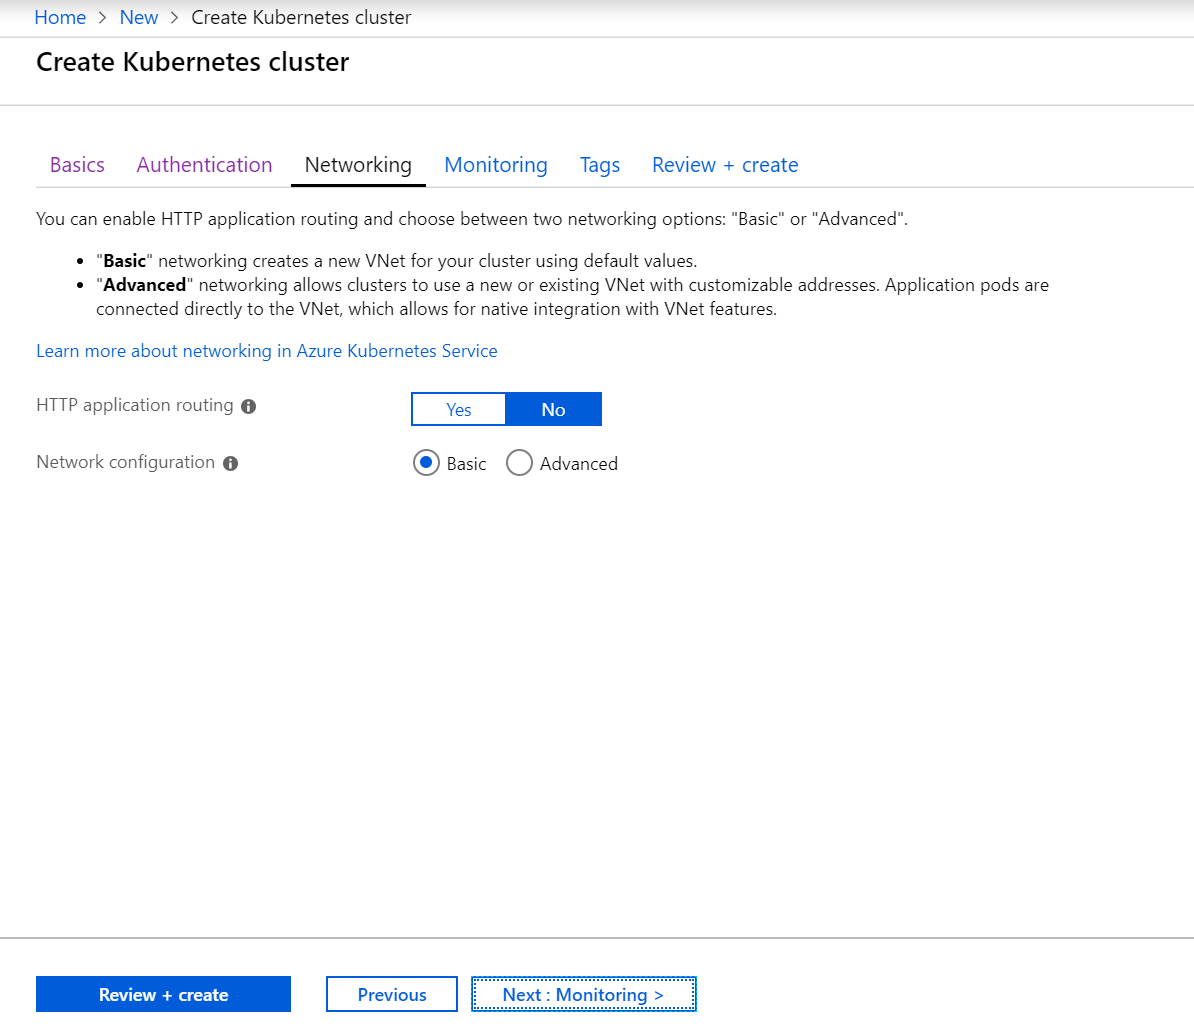 Home > New > Create Kubernetes cluster
Create Kubernetes cluster
Basics Authentication Networking Monitoring Tags Review + create
You can enable HTTP application routing and choose between two networking options: "Basic" or "Advanced".
• "Basic" networking creates a new VNet for your cluster using default values.
• "Advanced" networking allows clusters to use a new or existing VNet with customizable addresses. Application pods are
connected directly to the VNet, which allows for native integration with VNet features.
Learn more about networking in Azure Kubernetes Service
HTTP application routing Yes No
Network configuration Basic Advanced
Review + create Previous Next : Monitoring >